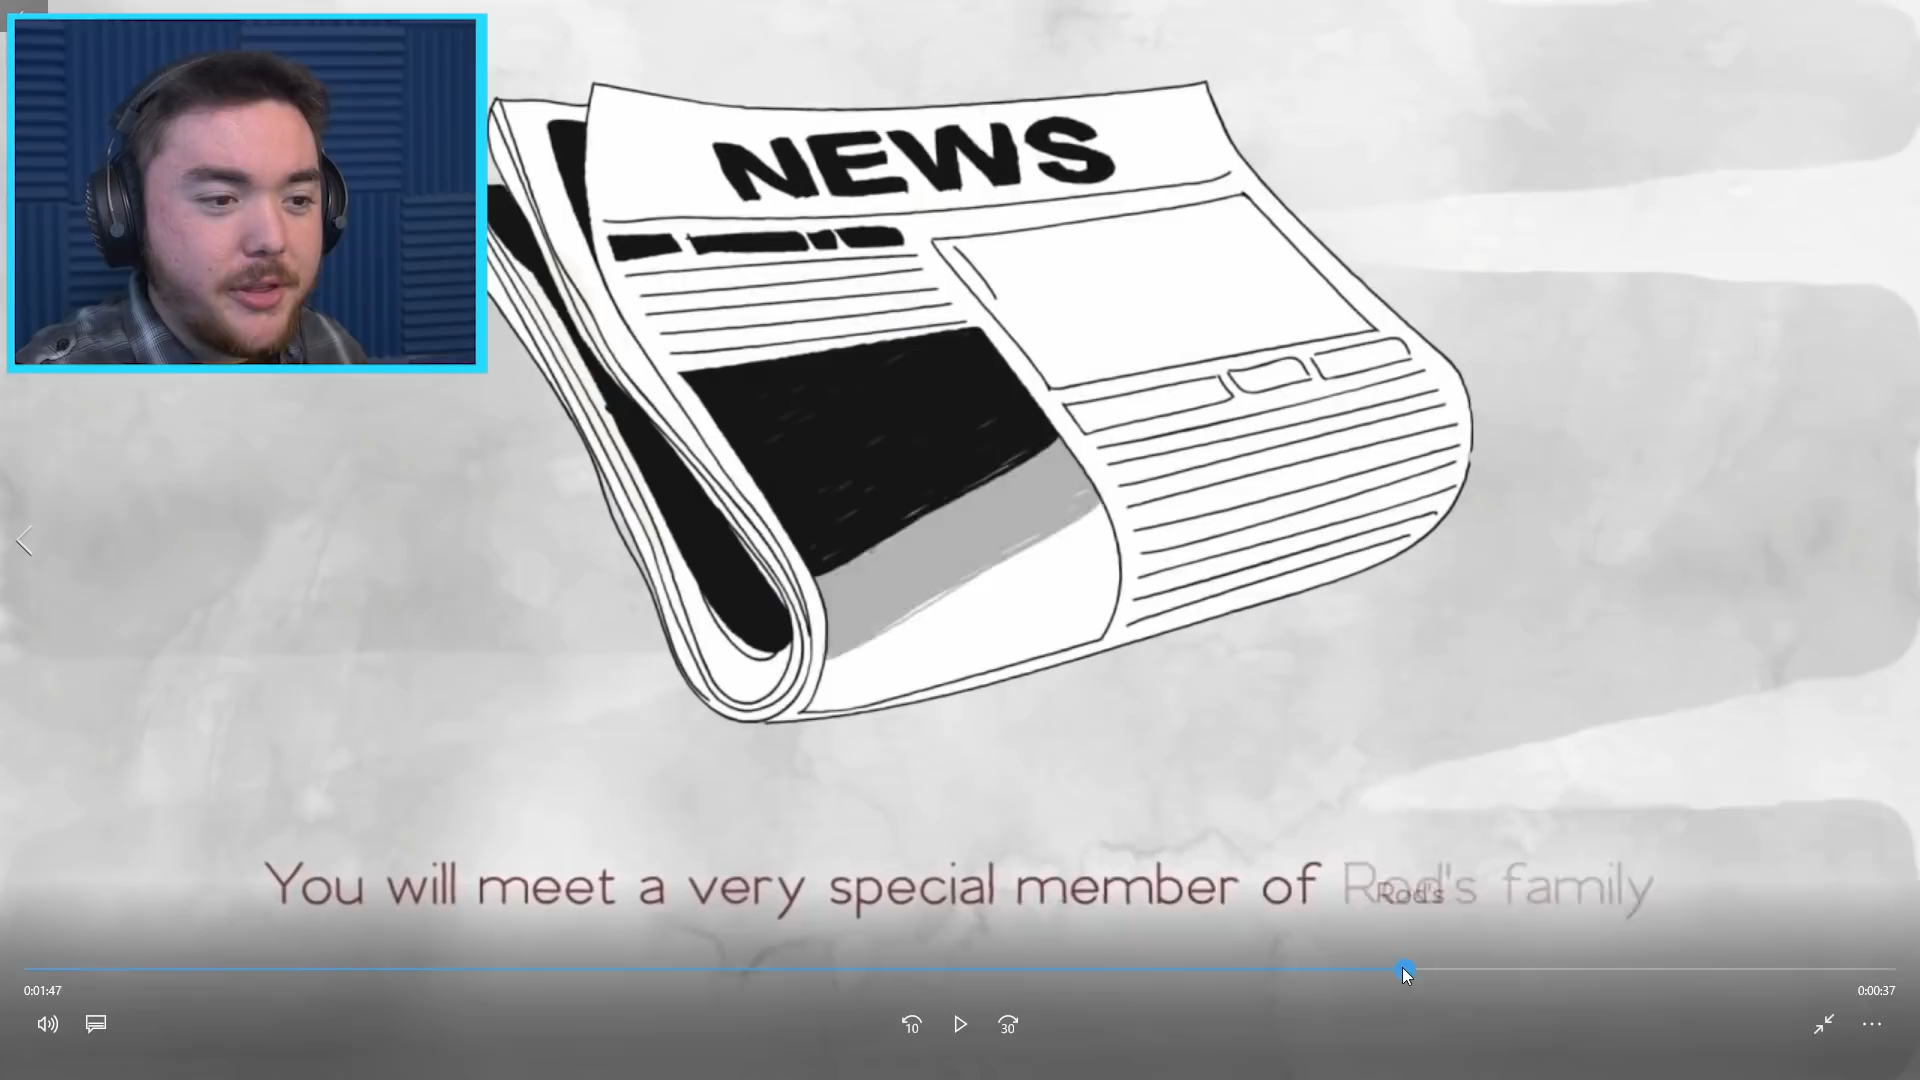 NEWS
You will meet a very special member of Rod's family
Rod's
0:01:47
0:00:37
10
30